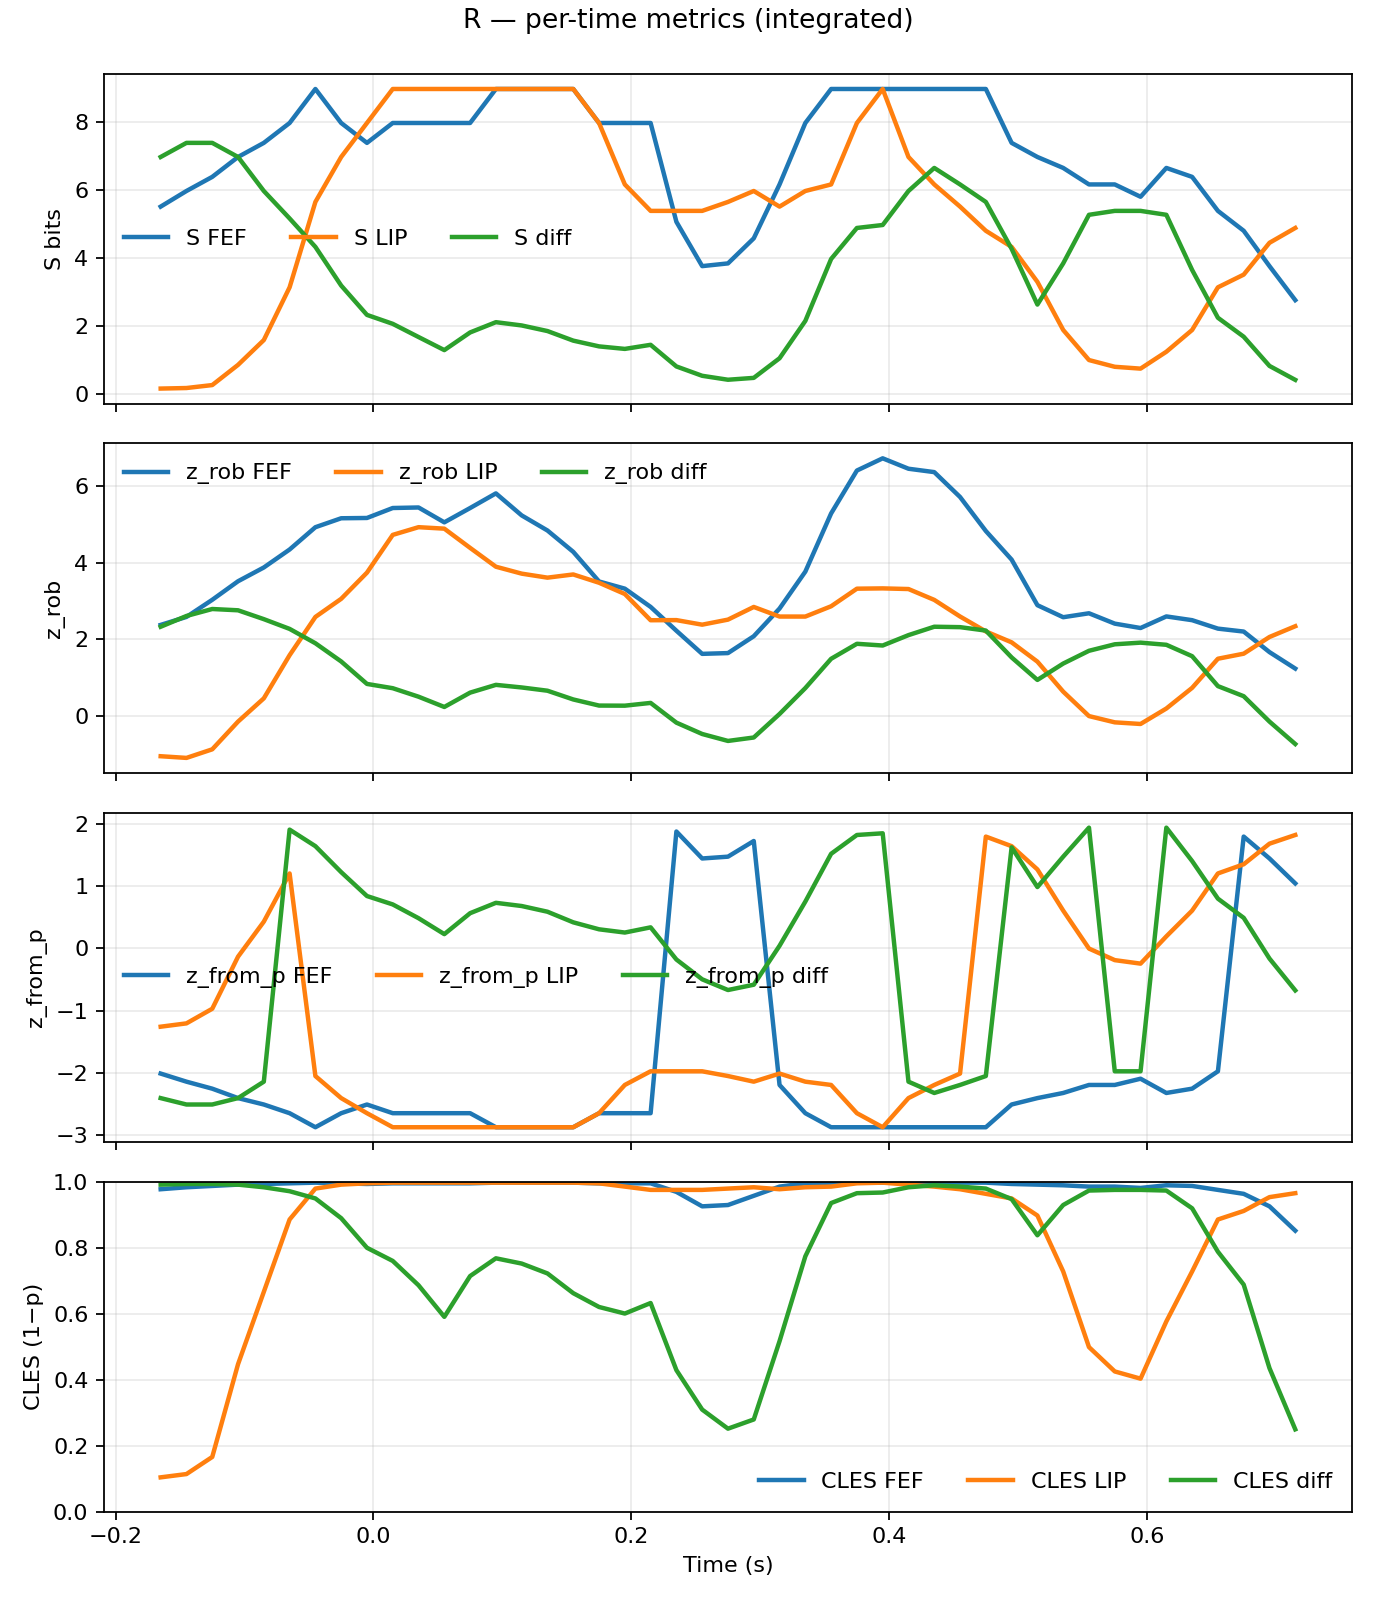 R — per-time metrics (integrated)
8
6
4
2
0
S bits
S FEF
S LIP
S diff
6
4
2
0
z_rob
z_rob FEF
z_rob LIP
z_rob diff
2
1
0
−1
−2
−3
z_from_p
z_from_p FEF
z_from_p LIP
z_from_p diff
1.0
0.8
0.6
0.4
0.2
0.0
CLES (1−p)
CLES FEF
CLES LIP
CLES diff
−0.2
0.0
0.2
0.4
0.6
Time (s)